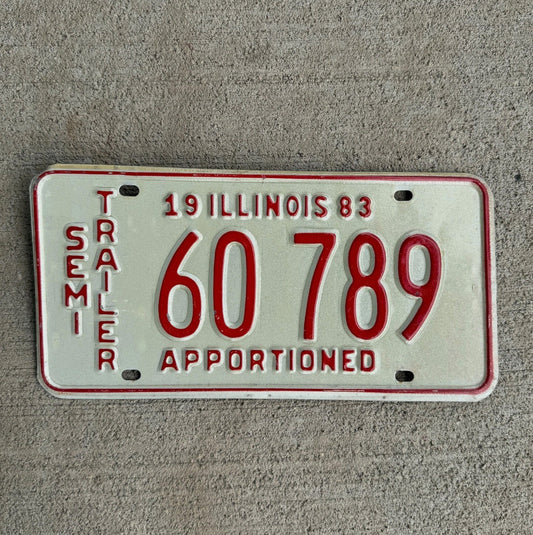 19 ILLINOIS 83
SEMI
TRAILER
60 789
APPORTIONED